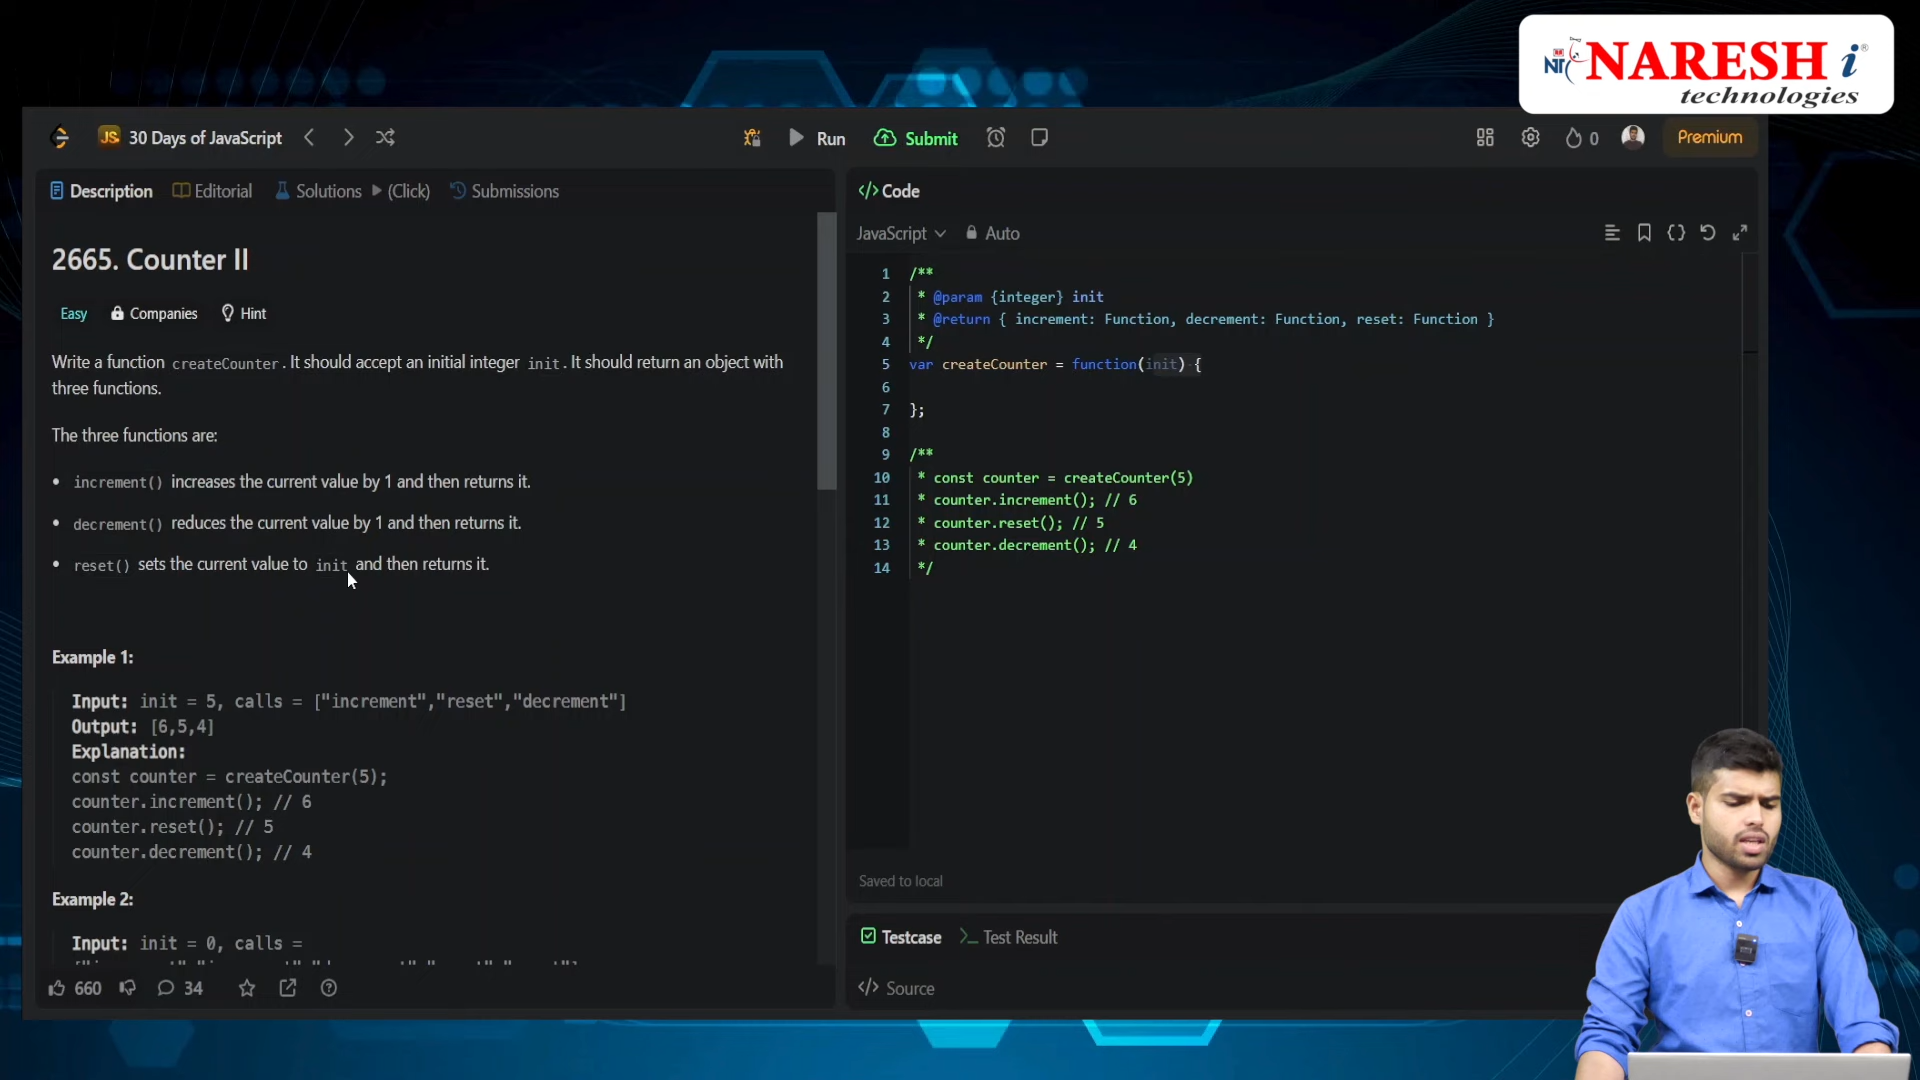 NARESH i
NTC
technologies
JS 30 Days of JavaScript
Run
Submit
0
Premium
Description
Editorial
Solutions (Click)
Submissions
</> Code
2665. Counter II
JavaScript
Auto
Easy
Companies
Hint
Write a function createCounter. It should accept an initial integer init. It should return an object with
three functions.
The three functions are:
• increment() increases the current value by 1 and then returns it.
• decrement() reduces the current value by 1 and then returns it.
• reset() sets the current value to init and then returns it.
Example 1:
Input: init = 5, calls = ["increment","reset","decrement"]
Output: [6,5,4]
Explanation:
const counter = createCounter(5);
counter.increment(); // 6
counter.reset(); // 5
counter.decrement(); // 4
Example 2:
Input: init = 0, calls =
660
34
1 /**
2 * @param {integer} init
3 * @return { increment: Function, decrement: Function, reset: Function }
4 */
5 var createCounter = function(init) {
6
7 };
8
9 /**
10 * const counter = createCounter(5)
11 * counter.increment(); // 6
12 * counter.reset(); // 5
13 * counter.decrement(); // 4
14 */
Saved to local
Testcase
>_ Test Result
</> Source